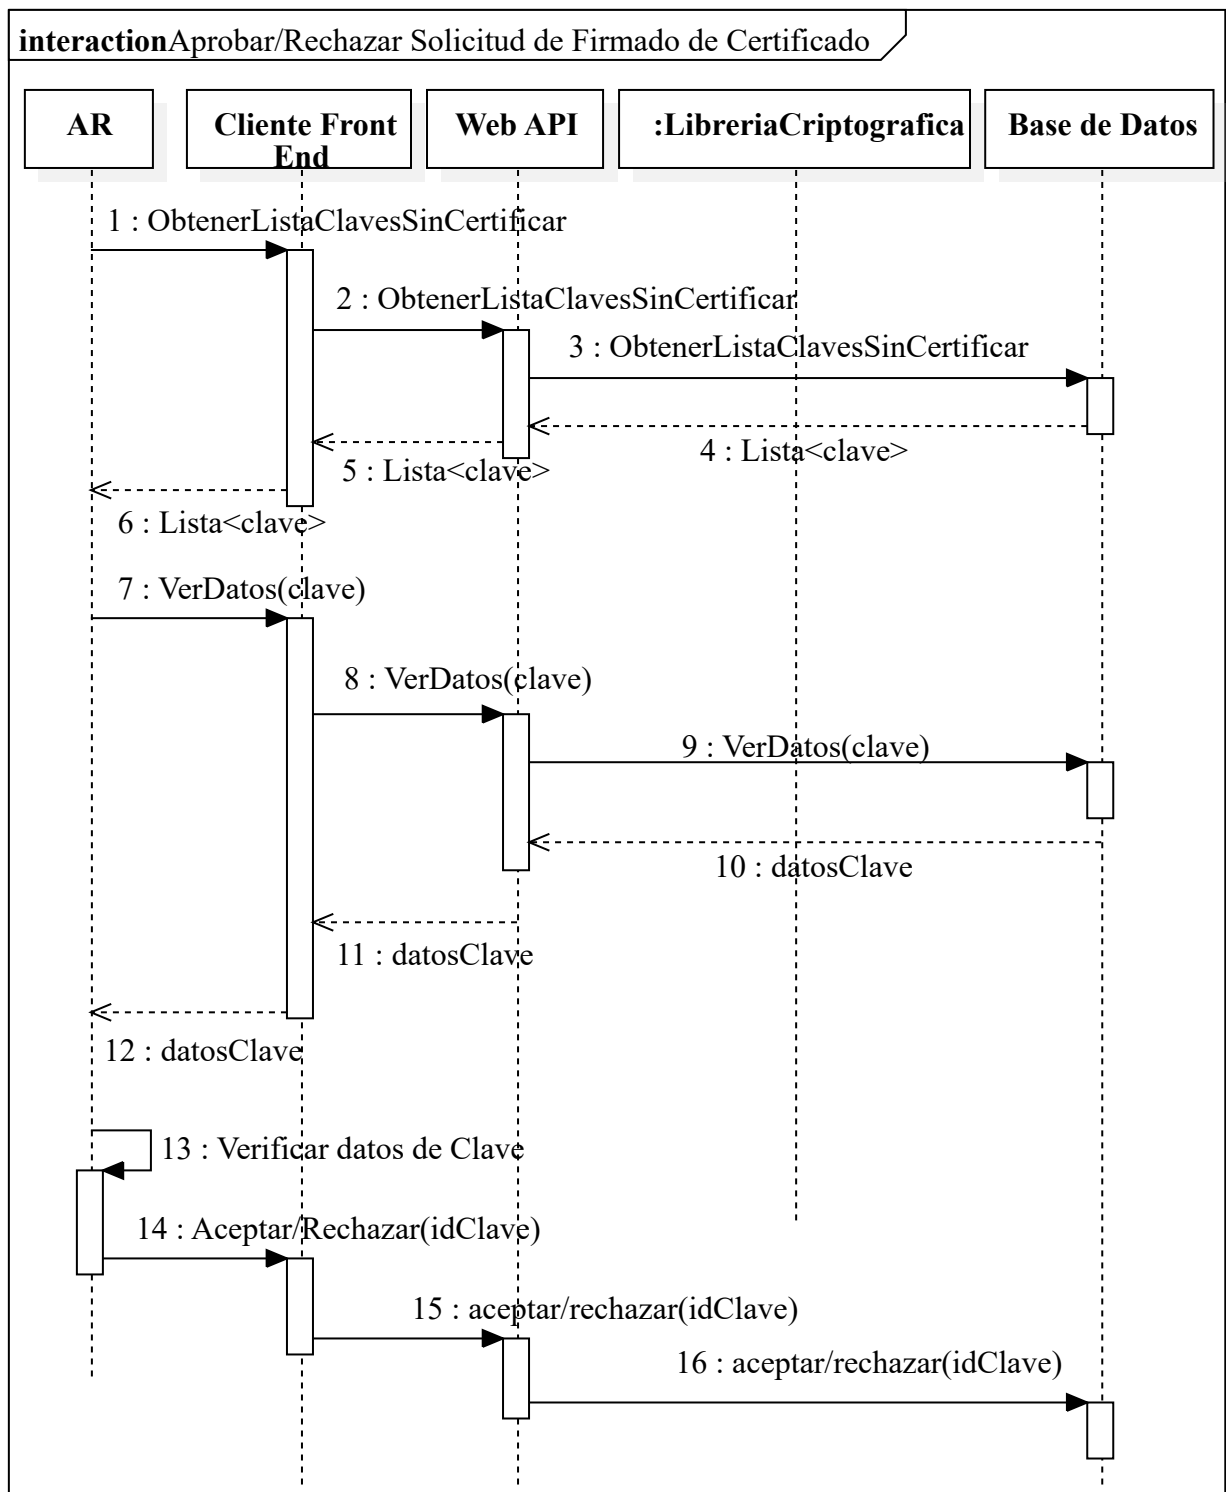 interactionAprobar/Rechazar Solicitud de Firmado de Certificado
AR
Cliente Front
End
Web API
:LibreriaCriptografica
Base de Datos
1 : ObtenerListaClavesSinCertificar
2 : ObtenerListaClavesSinCertificar
3 : ObtenerListaClavesSinCertificar
4 : Lista<clave>
5 : Lista<clave>
6 : Lista<clave>
7 : VerDatos(clave)
8 : VerDatos(clave)
9 : VerDatos(clave)
10 : datosClave
11 : datosClave
12 : datosClave
13 : Verificar datos de Clave
14 : Aceptar/Rechazar(idClave)
15 : aceptar/rechazar(idClave)
16 : aceptar/rechazar(idClave)